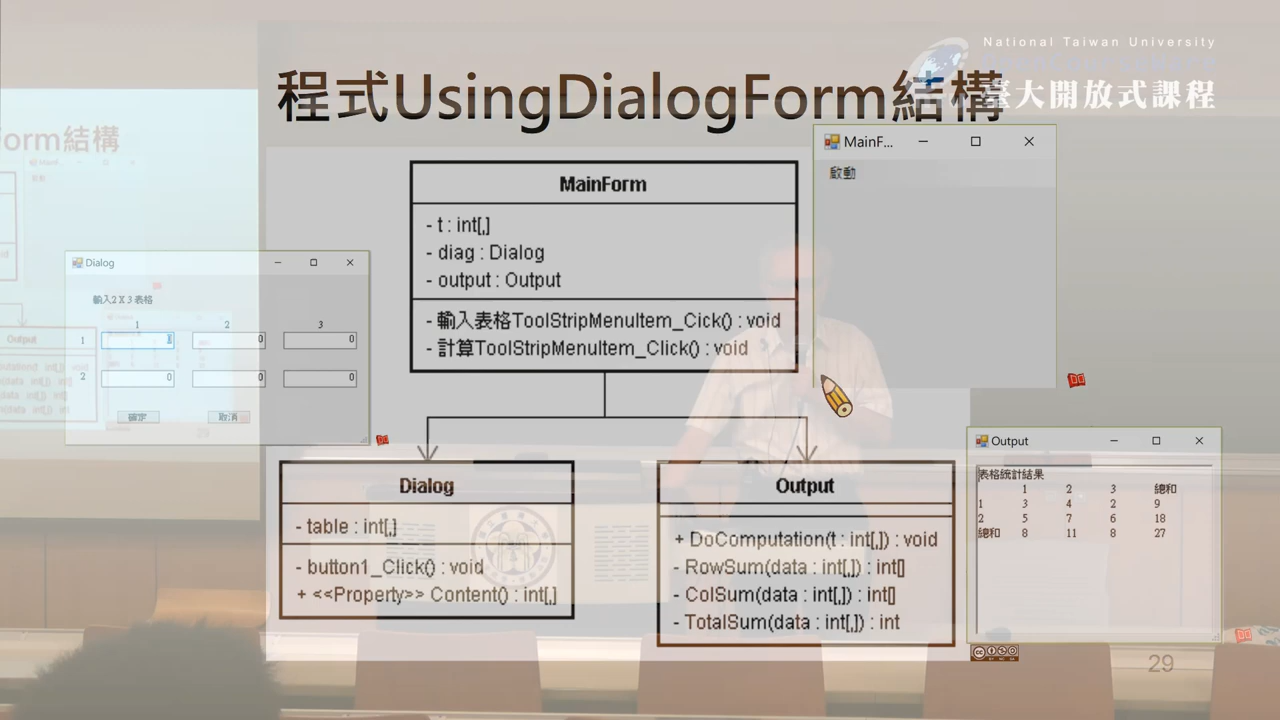 National Taiwan University
臺大開放式課程
程式UsingDialogForm結構
orm結構
MainForm
- t : int[,]
- diag : Dialog
- output : Output
- 輸入表格ToolStripMenuItem_Cick() : void
- 計算ToolStripMenuItem_Click() : void
MainF...
啟動
Dialog
輸入2 X 3 表格
1 2 3
1 0 0
2 0 0 0
確定 取消
Output
Dialog
- table : int[,]
- button1_Click() : void
+ <<Property>> Content() : int[,]
Output
+ DoComputation(t : int[,]) : void
- RowSum(data : int[,]) : int[]
- ColSum(data : int[,]) : int[]
- TotalSum(data : int[,]) : int
Output
表格統計結果
1 2 3 總和
1 3 4 2 9
2 5 7 6 18
總和 8 11 8 27
29